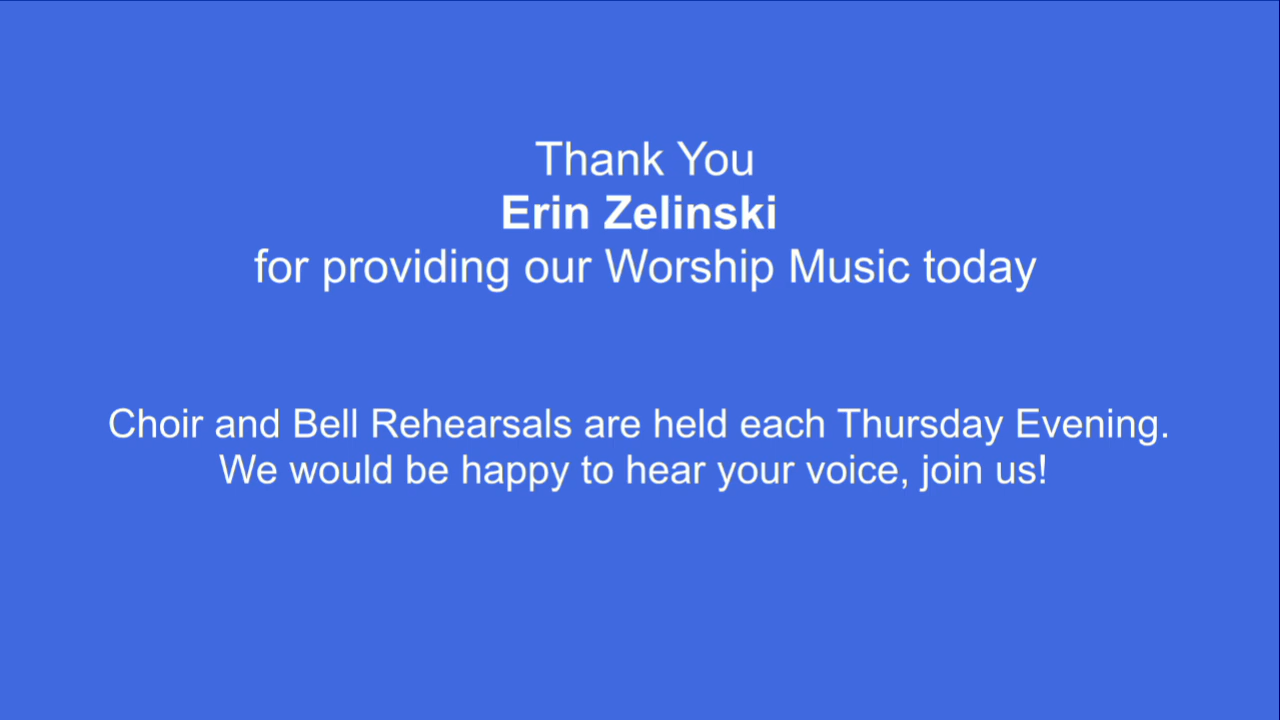 Thank You
Erin Zelinski
for providing our Worship Music today
Choir and Bell Rehearsals are held each Thursday Evening.
We would be happy to hear your voice, join us!